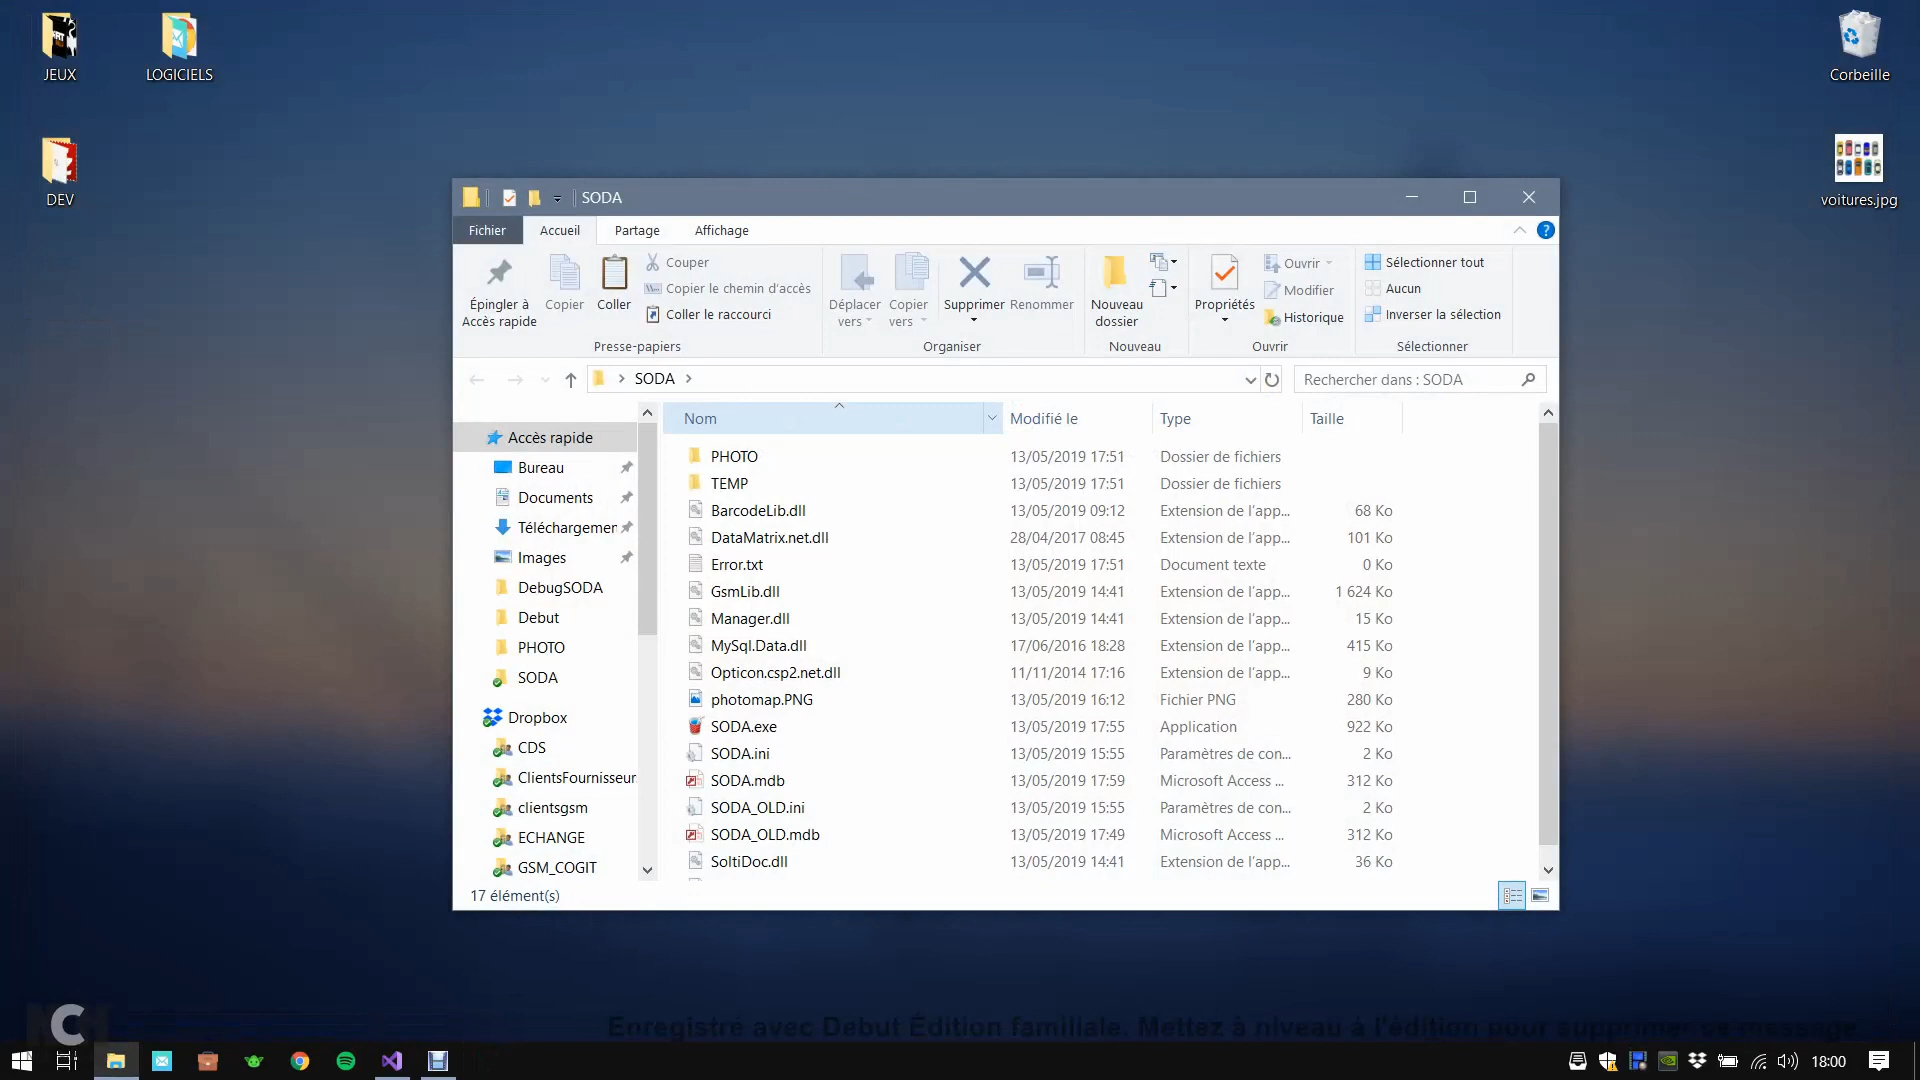 JEUX
LOGICIELS
Corbeille
DEV
voitures.jpg
SODA
Fichier
Accueil
Partage
Affichage
?
Épingler à
Accès rapide
Copier
Coller
Couper
Copier le chemin d'accès
Coller le raccourci
Presse-papiers
Déplacer
vers
Copier
vers
Supprimer
Renommer
Organiser
Nouveau
dossier
Nouveau
Propriétés
Ouvrir
Modifier
Historique
Ouvrir
Sélectionner tout
Aucun
Inverser la sélection
Sélectionner
SODA
Rechercher dans : SODA
Accès rapide
Bureau
Documents
Téléchargemen
Images
DebugSODA
Debut
PHOTO
SODA
Dropbox
CDS
ClientsFournisseur
clientsgsm
ECHANGE
GSM_COGIT
Nom Modifié le Type Taille
PHOTO 13/05/2019 17:51 Dossier de fichiers
TEMP 13/05/2019 17:51 Dossier de fichiers
BarcodeLib.dll 13/05/2019 09:12 Extension de l'app... 68 Ko
DataMatrix.net.dll 28/04/2017 08:45 Extension de l'app... 101 Ko
Error.txt 13/05/2019 17:51 Document texte 0 Ko
GsmLib.dll 13/05/2019 14:41 Extension de l'app... 1 624 Ko
Manager.dll 13/05/2019 14:41 Extension de l'app... 15 Ko
MySql.Data.dll 17/06/2016 18:28 Extension de l'app... 415 Ko
Opticon.csp2.net.dll 11/11/2014 17:16 Extension de l'app... 9 Ko
photomap.PNG 13/05/2019 16:12 Fichier PNG 280 Ko
SODA.exe 13/05/2019 17:55 Application 922 Ko
SODA.ini 13/05/2019 15:55 Paramètres de con... 2 Ko
SODA.mdb 13/05/2019 17:59 Microsoft Access ... 312 Ko
SODA_OLD.ini 13/05/2019 15:55 Paramètres de con... 2 Ko
SODA_OLD.mdb 13/05/2019 17:49 Microsoft Access ... 312 Ko
SoltiDoc.dll 13/05/2019 14:41 Extension de l'app... 36 Ko
17 élément(s)
Enregistré avec Debut Édition familiale. Mettez à niveau à l'édition pour supprimer ce message
18:00